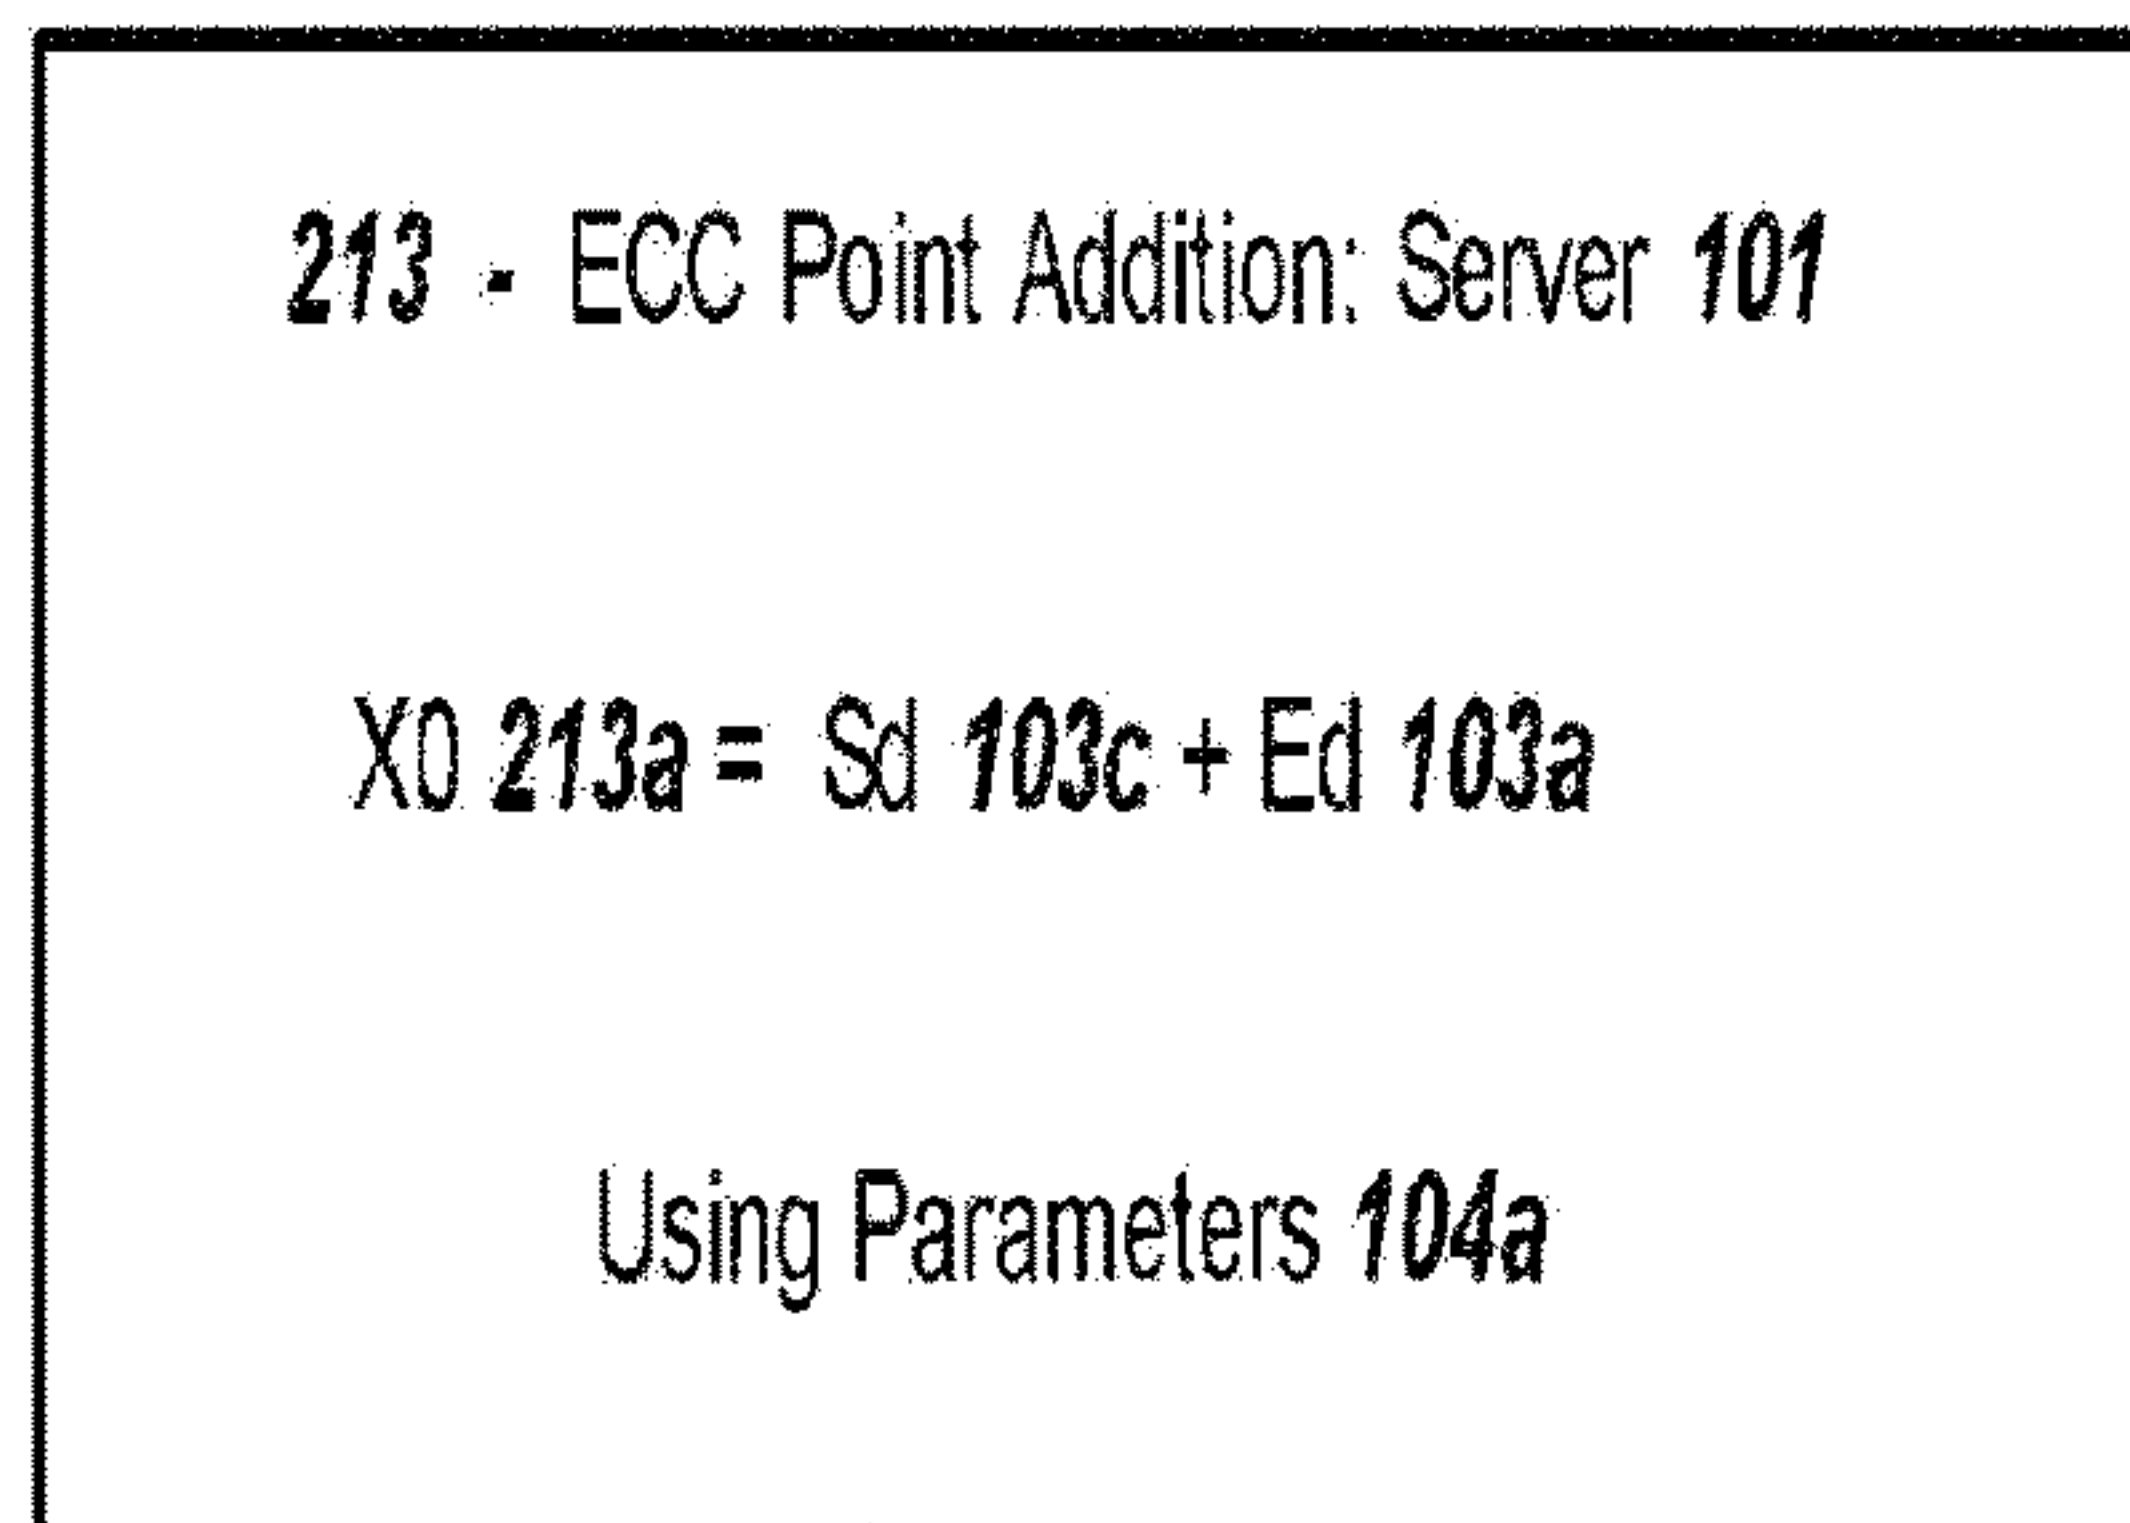 213 - ECC Point Addition: Server 101
X0 213a = Sd 103c + Ed 103a
Using Parameters 104a